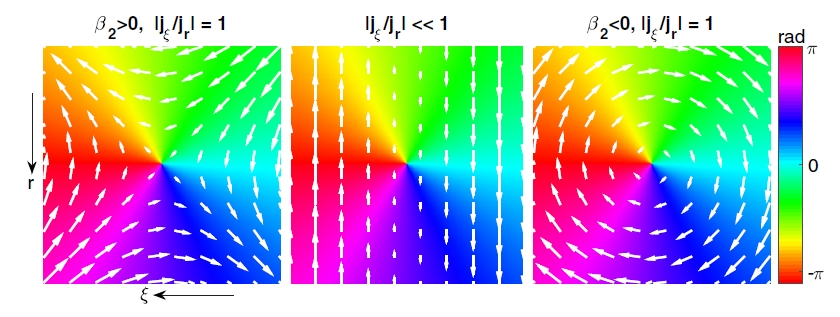 β₂>0, |jξ/jr| = 1
|jξ/jr| << 1
β₂<0, |jξ/jr| = 1
rad
π
0
-π
r
ξ